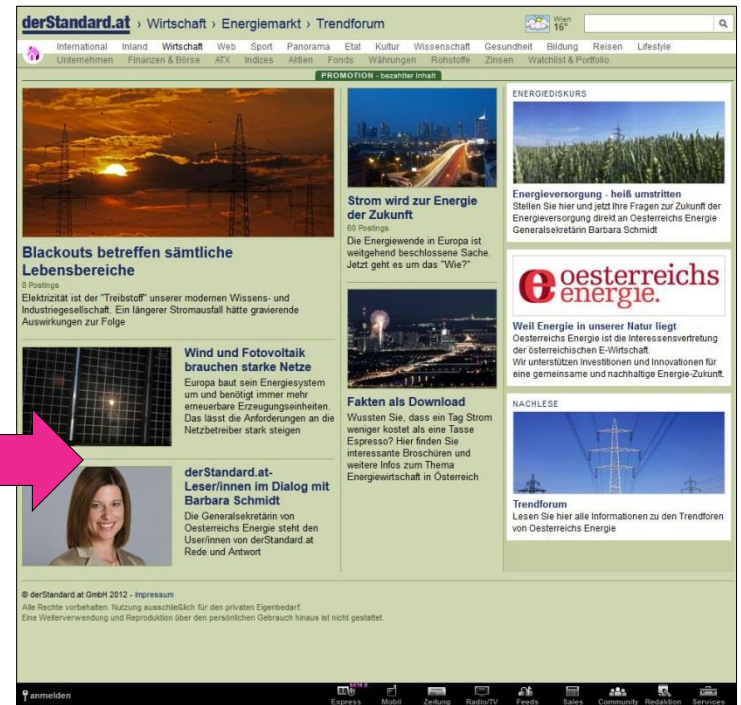 derStandard.at › Wirtschaft › Energiemarkt › Trendforum
Wien
16°
International Inland Wirtschaft Web Sport Panorama Etat Kultur Wissenschaft Gesundheit Bildung Reisen Lifestyle
Unternehmen Finanzen & Börse ATX Indizes Aktien Fonds Währungen Rohstoffe Zinsen Watchlist & Portfolio
PROMOTION - bezahlter Inhalt
Blackouts betreffen sämtliche
Lebensbereiche
8 Postings
Elektrizität ist der "Treibstoff" unserer modernen Wissens- und
Industriegesellschaft. Ein längerer Stromausfall hätte gravierende
Auswirkungen zur Folge
Wind und Fotovoltaik
brauchen starke Netze
Europa baut sein Energiesystem
um und benötigt immer mehr
erneuerbare Erzeugungseinheiten.
Das lässt die Anforderungen an die
Netzbetreiber stark steigen
derStandard.at-
Leser/innen im Dialog mit
Barbara Schmidt
Die Generalsekretärin von
Oesterreichs Energie steht den
User/innen von derStandard.at
Rede und Antwort
Strom wird zur Energie
der Zukunft
60 Postings
Die Energiewende in Europa ist
weitgehend beschlossene Sache.
Jetzt geht es um das "Wie?"
Fakten als Download
Wussten Sie, dass ein Tag Strom
weniger kostet als eine Tasse
Espresso? Hier finden Sie
interessante Broschüren und
weitere Infos zum Thema
Energiewirtschaft in Österreich
ENERGIEDISKURS
Energieversorgung - heiß umstritten
Stellen Sie hier und jetzt Ihre Fragen zur Zukunft der
Energieversorgung direkt an Oesterreichs Energie
Generalsekretärin Barbara Schmidt
oesterreichs
energie.
Weil Energie in unserer Natur liegt
Oesterreichs Energie ist die Interessensvertretung
der österreichischen E-Wirtschaft.
Wir unterstützen Investitionen und Innovationen für
eine gemeinsame und nachhaltige Energie-Zukunft.
NACHLESE
Trendforum
Lesen Sie hier alle Informationen zu den Trendforen
von Oesterreichs Energie
© derStandard.at GmbH 2012 - Impressum
Alle Rechte vorbehalten. Nutzung ausschließlich für den privaten Eigenbedarf.
Eine Weiterverwendung und Reproduktion über den persönlichen Gebrauch hinaus ist nicht gestattet.
anmelden
Express Mobil Zeitung Radio/TV Feeds Sales Community Redaktion Services